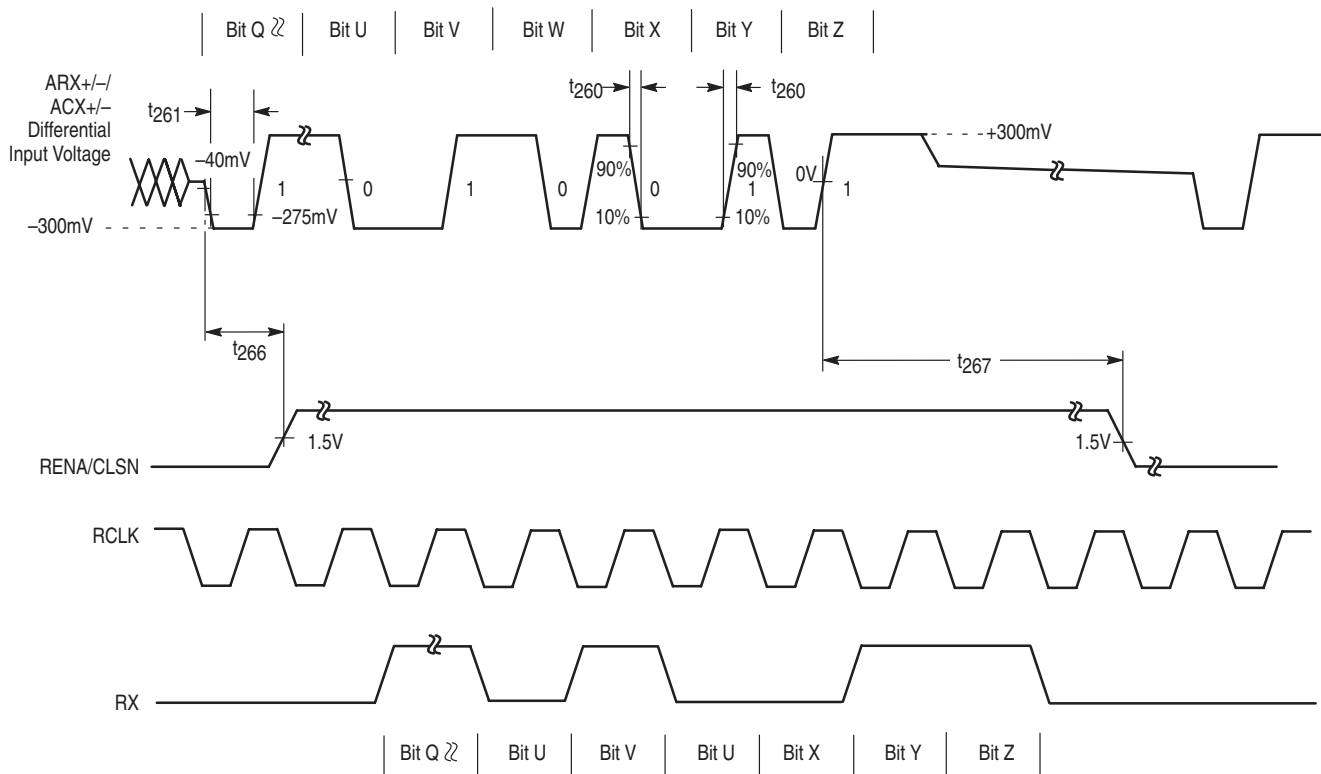 Bit Q Bit U Bit V Bit W Bit X Bit Y Bit Z
ARX+/–/
ACX+/–
Differential
Input Voltage
t261
t260
t260
–40mV
+300mV
90%
90%
0V
1
0
1
0
0
1
1
–275mV
10%
10%
–300mV
t266
t267
1.5V
1.5V
RENA/CLSN
RCLK
RX
Bit Q Bit U Bit V Bit U Bit X Bit Y Bit Z